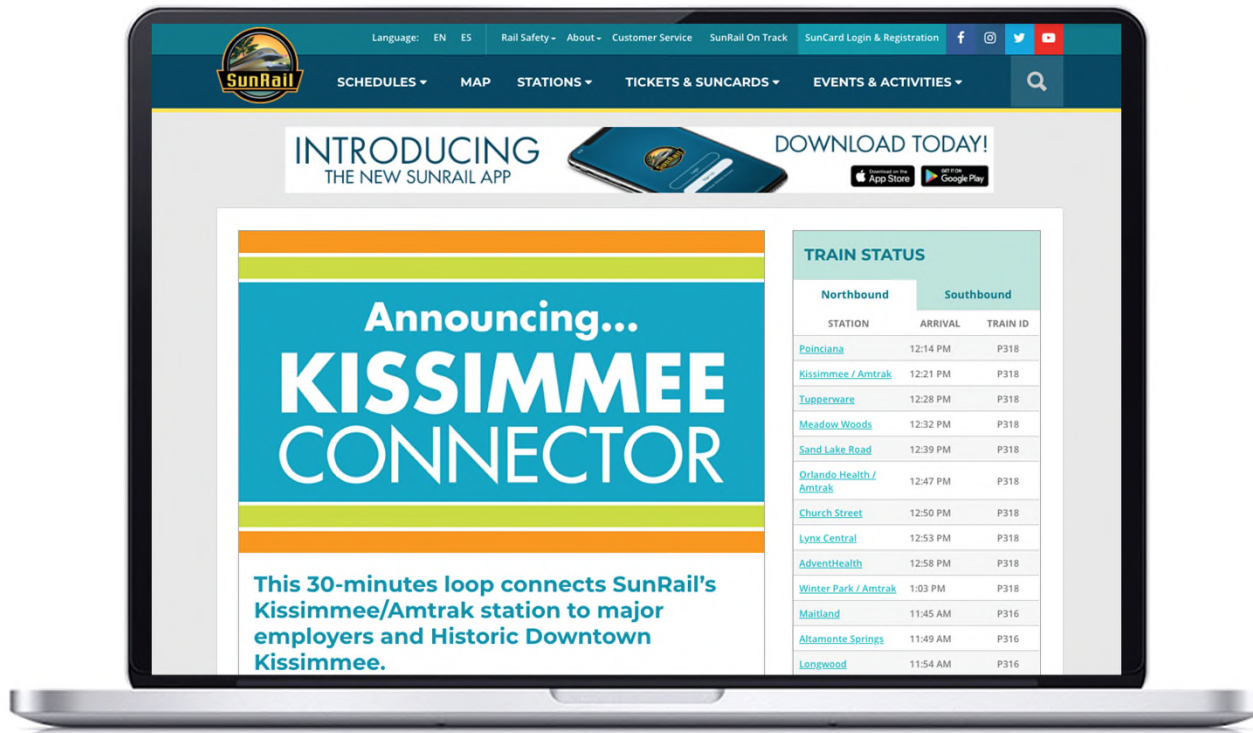 Language: EN ES Rail Safety About Customer Service SunRail On Track SunCard Login & Registration
SunRail
SCHEDULES MAP STATIONS TICKETS & SUNCARDS EVENTS & ACTIVITIES
INTRODUCING
THE NEW SUNRAIL APP
SunRail
DOWNLOAD TODAY!
Download on the
App Store
GET IT ON
Google Play
Announcing...
KISSIMMEE
CONNECTOR
This 30-minutes loop connects SunRail’s
Kissimmee/Amtrak station to major
employers and Historic Downtown
Kissimmee.
TRAIN STATUS
Northbound Southbound
STATION ARRIVAL TRAIN ID
Poinciana 12:14 PM P318
Kissimmee / Amtrak 12:21 PM P318
Tupperware 12:28 PM P318
Meadow Woods 12:32 PM P318
Sand Lake Road 12:39 PM P318
Orlando Health /
Amtrak 12:47 PM P318
Church Street 12:50 PM P318
Lynx Central 12:53 PM P318
AdventHealth 12:58 PM P318
Winter Park / Amtrak 1:03 PM P318
Maitland 11:45 AM P316
Altamonte Springs 11:49 AM P316
Longwood 11:54 AM P316